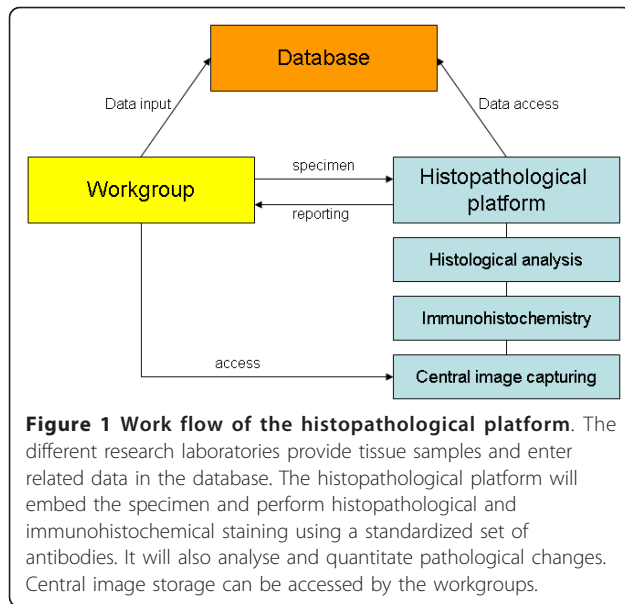 Database
Data input
Data access
Workgroup
specimen
reporting
Histopathological
platform
Histological analysis
Immunohistochemistry
access
Central image capturing
Figure 1 Work flow of the histopathological platform. The
different research laboratories provide tissue samples and enter
related data in the database. The histopathological platform will
embed the specimen and perform histopathological and
immunohistochemical staining using a standardized set of
antibodies. It will also analyse and quantitate pathological changes.
Central image storage can be accessed by the workgroups.